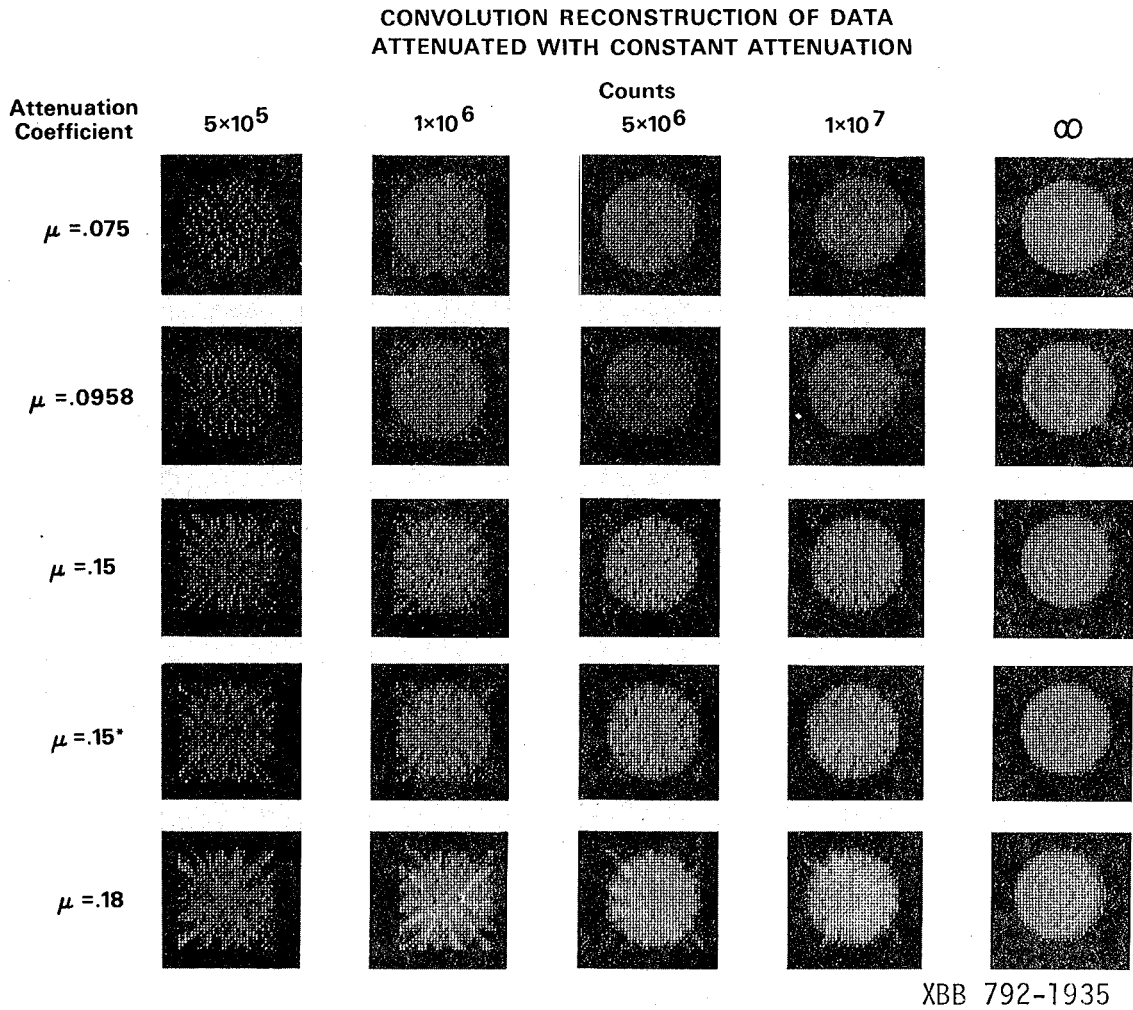 CONVOLUTION RECONSTRUCTION OF DATA
ATTENUATED WITH CONSTANT ATTENUATION
Counts
Attenuation
Coefficient
5×10⁵
1×10⁶
5×10⁶
1×10⁷
∞
μ =.075
μ =.0958
μ =.15
μ =.15*
μ =.18
XBB 792-1935